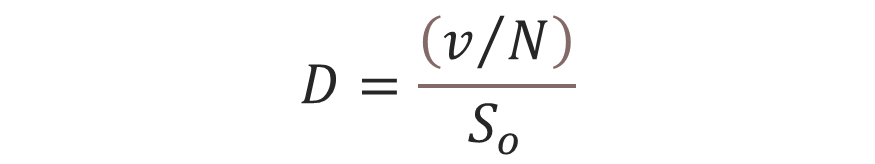 D = (v/N) / S_o